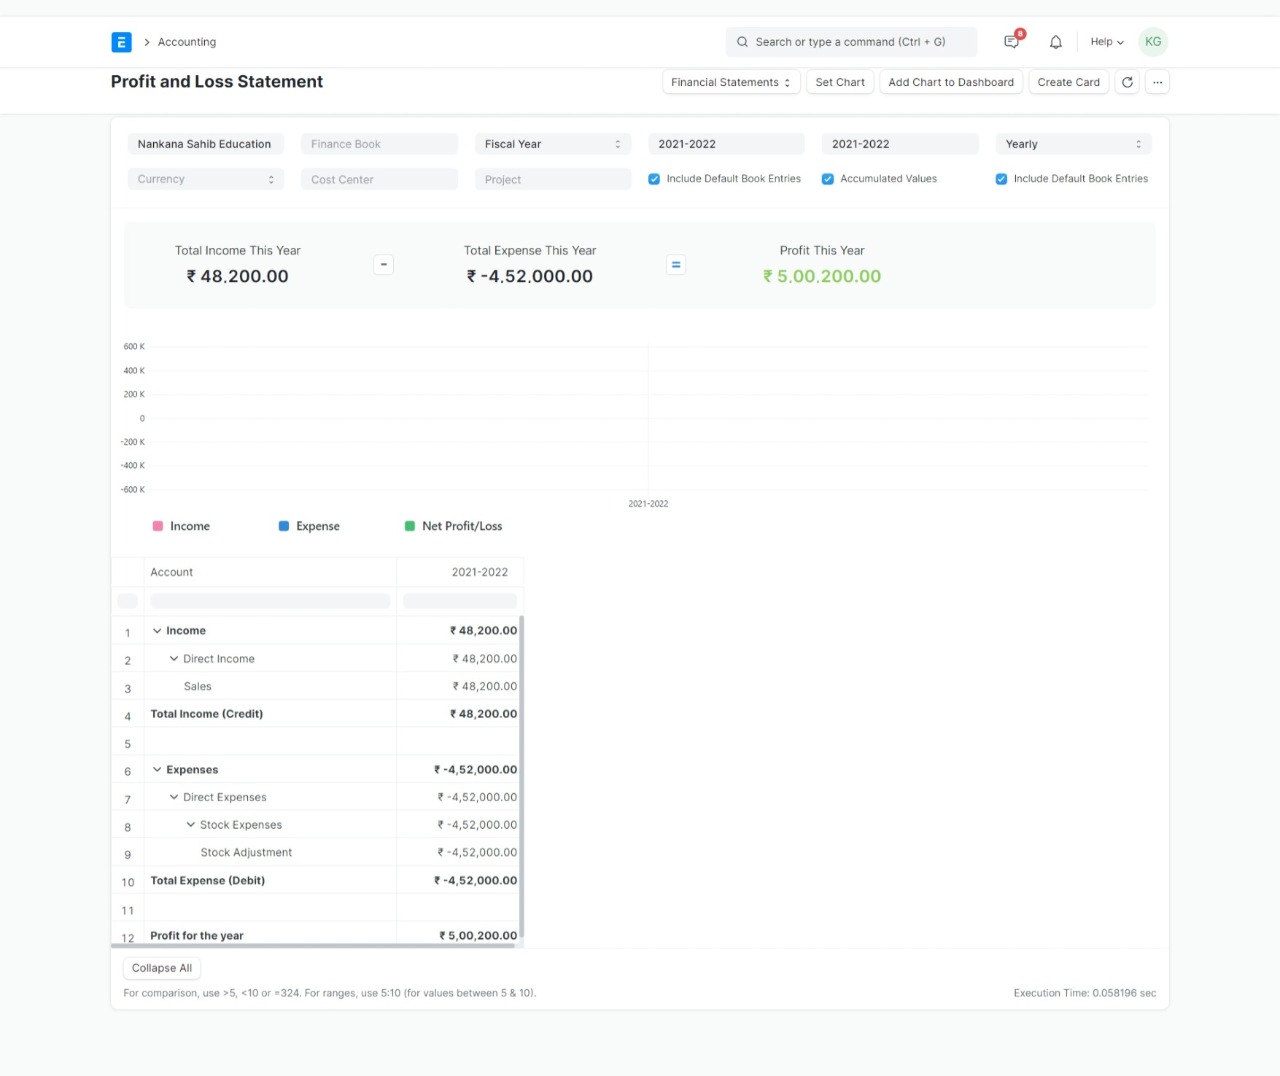 E > Accounting Search or type a command (Ctrl + G) 8 Help KG
Profit and Loss Statement Financial Statements Set Chart Add Chart to Dashboard Create Card ...
Nankana Sahib Education Finance Book Fiscal Year 2021-2022 2021-2022 Yearly
Currency Cost Center Project Include Default Book Entries Accumulated Values Include Default Book Entries
Total Income This Year - Total Expense This Year = Profit This Year
₹ 48,200.00 ₹ -4,52,000.00 ₹ 5,00,200.00
600 K
400 K
200 K
0
-200 K
-400 K
-600 K
2021-2022
Income Expense Net Profit/Loss
Account 2021-2022
1 Income ₹ 48,200.00
2 Direct Income ₹ 48,200.00
3 Sales ₹ 48,200.00
4 Total Income (Credit) ₹ 48,200.00
5
6 Expenses ₹ -4,52,000.00
7 Direct Expenses ₹ -4,52,000.00
8 Stock Expenses ₹ -4,52,000.00
9 Stock Adjustment ₹ -4,52,000.00
10 Total Expense (Debit) ₹ -4,52,000.00
11
12 Profit for the year ₹ 5,00,200.00
Collapse All
For comparison, use >5, <10 or =324. For ranges, use 5:10 (for values between 5 & 10). Execution Time: 0.058196 sec